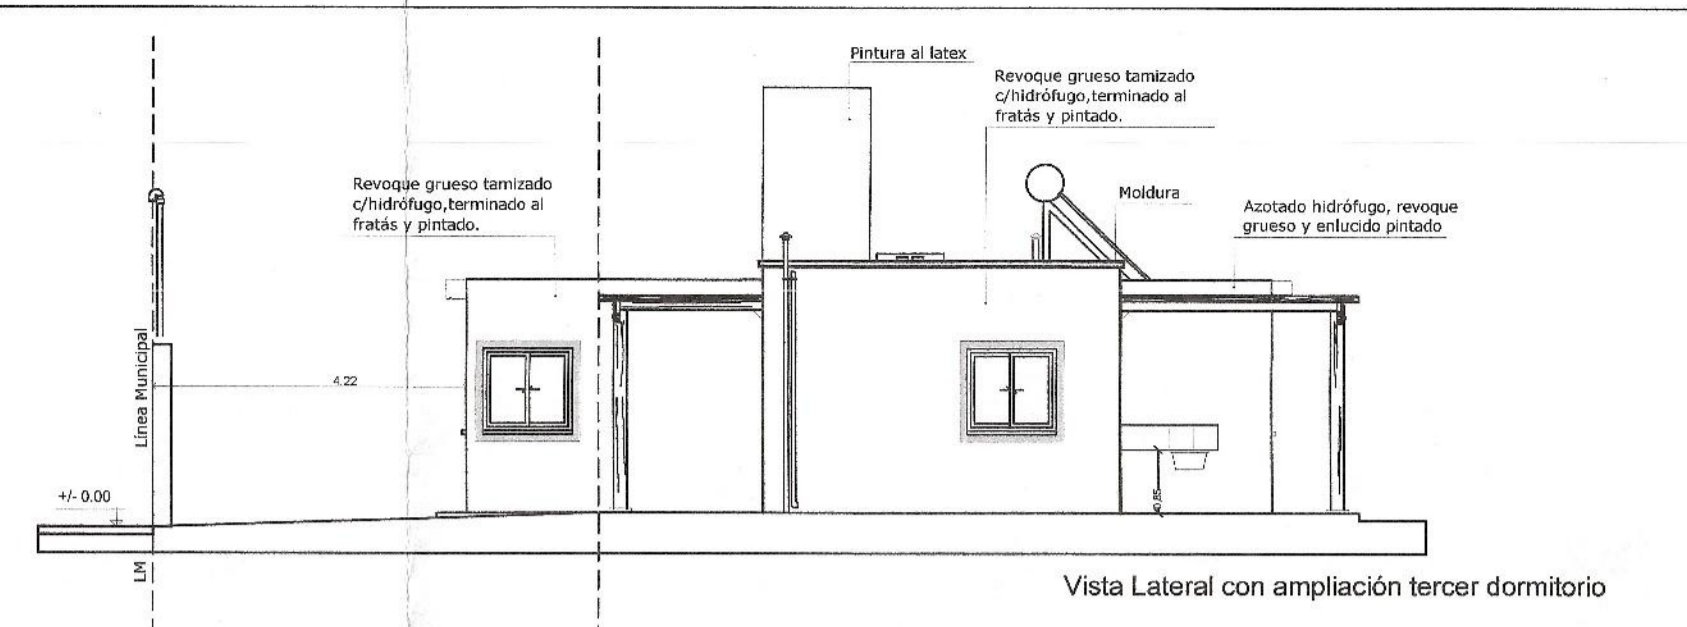 Pintura al latex
Revoque grueso tamizado
c/hidrófugo,terminado al
fratás y pintado.
Revoque grueso tamizado
c/hidrófugo,terminado al
fratás y pintado.
Moldura
Azotado hidrófugo, revoque
grueso y enlucido pintado
Línea Municipal
4.22
+/- 0.00
0,85
LM
Vista Lateral con ampliación tercer dormitorio